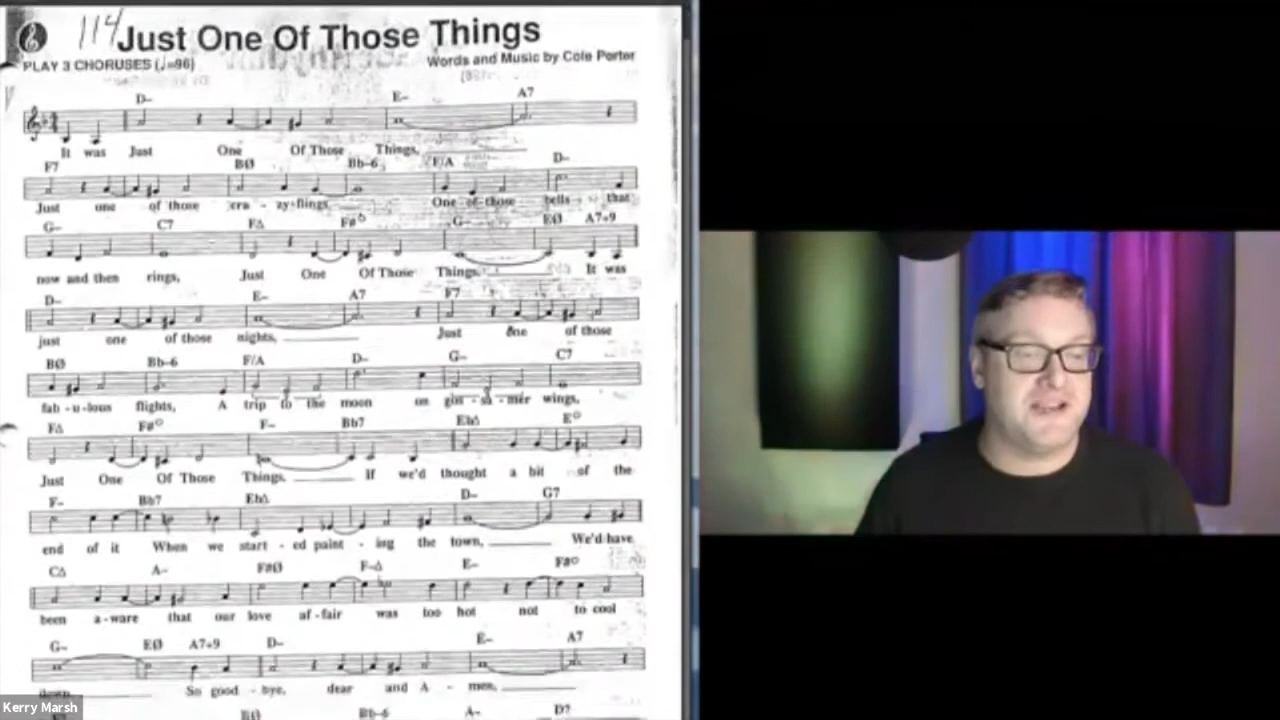 114
Just One Of Those Things
PLAY 3 CHORUSES (♩=96)
Words and Music by Cole Porter
D– E– A7
It was Just One Of Those Things,
F7 BØ Bb–6 F/A D–
Just one of those cra - zy flings One of those bells that
G– C7 FΔ F#o G– EØ A7+9
now and then rings, Just One Of Those Things. It was
D– E– A7 F7
just one of those nights, Just one of those
BØ Bb–6 F/A D– G– C7
fab - u - lous flights, A trip to the moon on gos - sa - mer wings,
FΔ F#o F– Bb7 EbΔ Eo
Just One Of Those Things. If we'd thought a bit of the
F– Bb7 EbΔ D– G7
end of it When we start - ed paint - ing the town, We'd have
CΔ A– F#Ø F–Δ E– F#o
been a - ware that our love af - fair was too hot not to cool
G– EØ A7+9 D– E– A7
down. So good - bye, dear and A - men,
BØ Bb–6 A– D7
Kerry Marsh